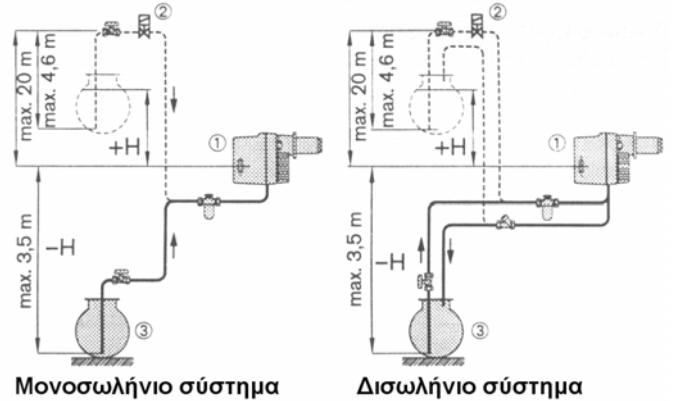 ②
max. 20 m
max. 4,6 m
+H
①
max. 3,5 m
−H
③
Μονοσωλήνιο σύστημα
②
max. 20 m
max. 4,6 m
+H
①
max. 3,5 m
−H
③
Δισωλήνιο σύστημα